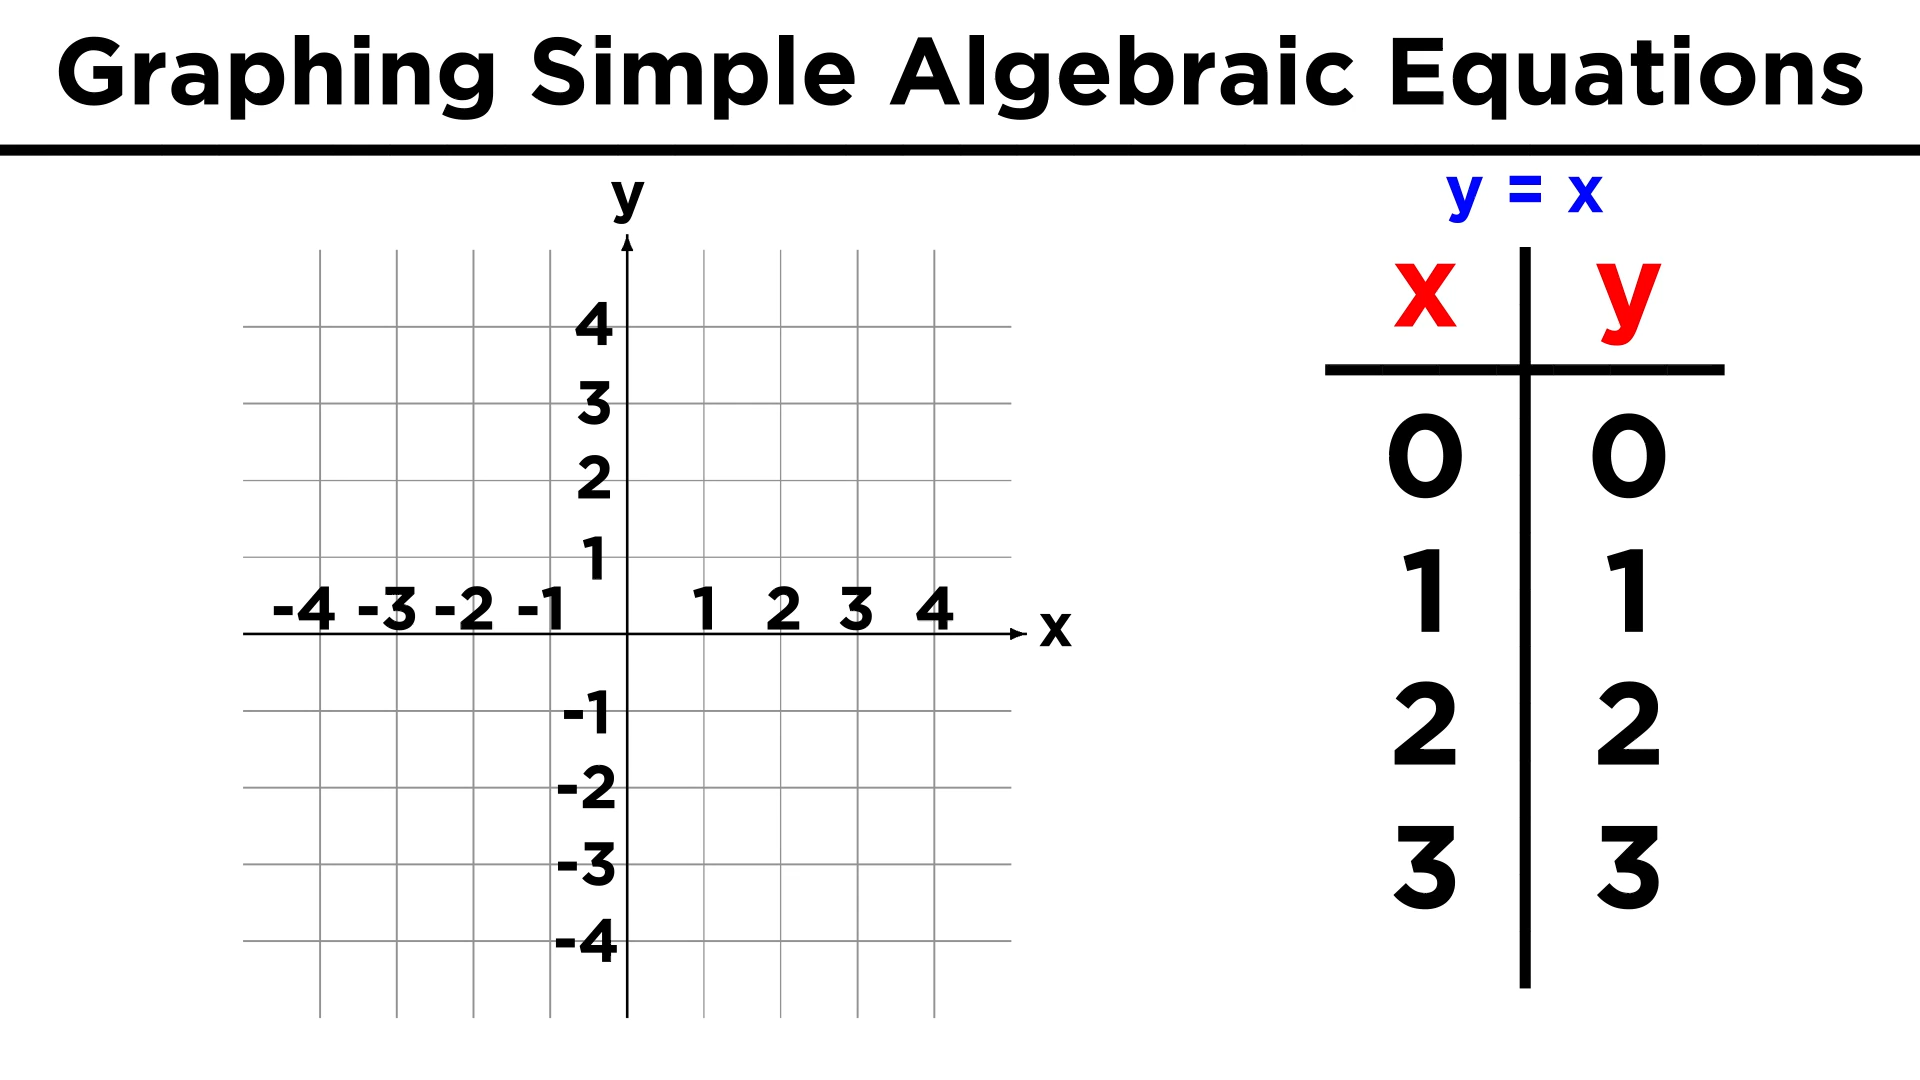 Graphing Simple Algebraic Equations
y
4
3
2
1
-4 -3 -2 -1 1 2 3 4
x
-1
-2
-3
-4
y = x
x y
0 0
1 1
2 2
3 3